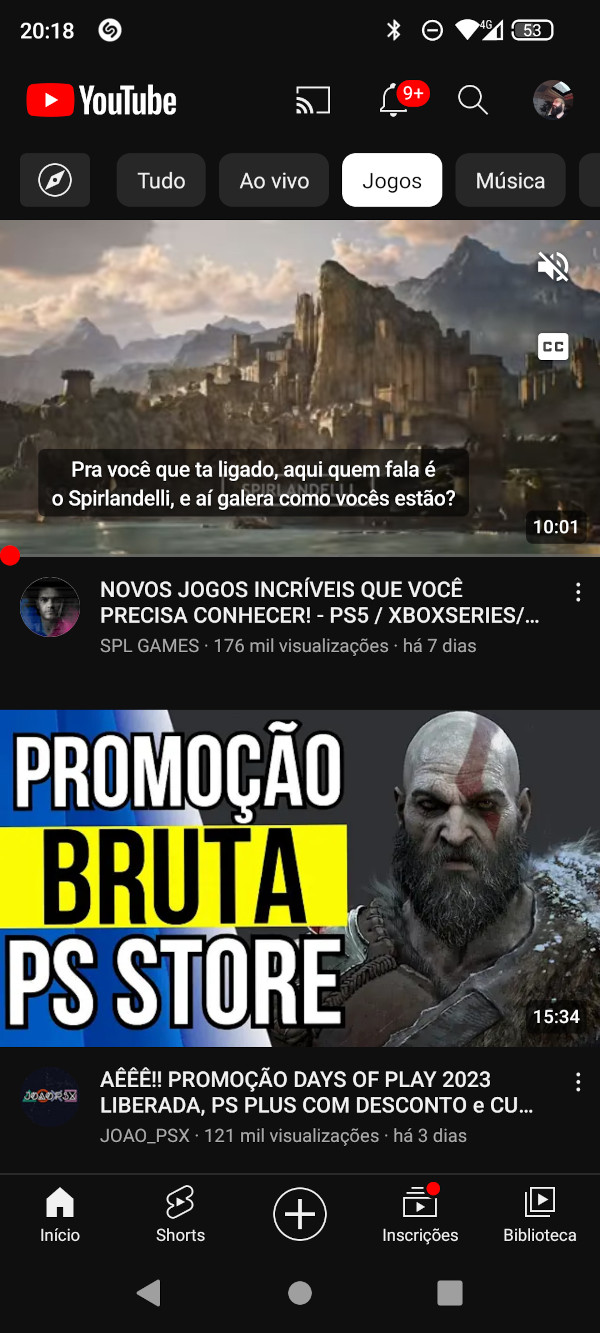 20:18
4G
53
YouTube
9+
Tudo
Ao vivo
Jogos
Música
CC
Pra você que ta ligado, aqui quem fala é
o Spirlandelli, e aí galera como vocês estão?
SPIRLANDELLI
10:01
NOVOS JOGOS INCRÍVEIS QUE VOCÊ
PRECISA CONHECER! - PS5 / XBOXSERIES/...
SPL GAMES · 176 mil visualizações · há 7 dias
PROMOÇÃO
BRUTA
PS STORE
15:34
JOAOPSX
AÊÊÊ!! PROMOÇÃO DAYS OF PLAY 2023
LIBERADA, PS PLUS COM DESCONTO e CU...
JOAO_PSX · 121 mil visualizações · há 3 dias
Início
Shorts
Inscrições
Biblioteca